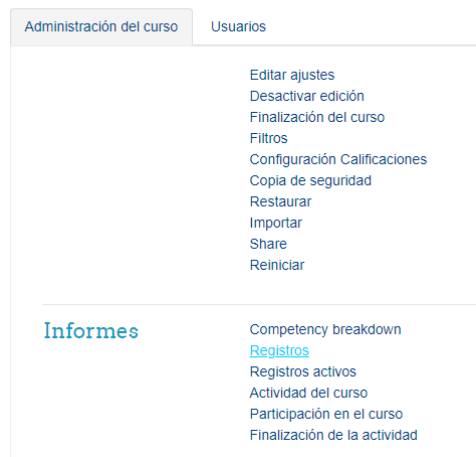 Administración del curso Usuarios
Editar ajustes
Desactivar edición
Finalización del curso
Filtros
Configuración Calificaciones
Copia de seguridad
Restaurar
Importar
Share
Reiniciar
Informes Competency breakdown
Registros
Registros activos
Actividad del curso
Participación en el curso
Finalización de la actividad